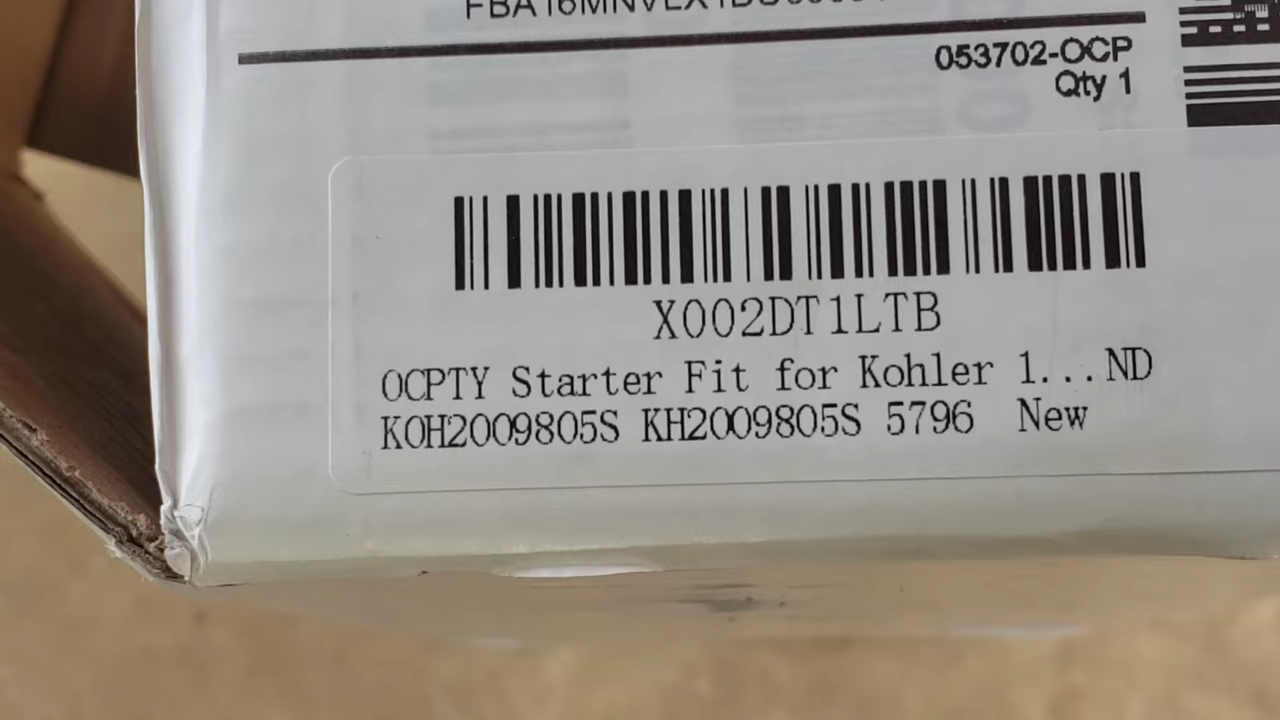 053702-OCP
Qty 1
X002DT1LTB
OCPTY Starter Fit for Kohler 1...ND
KOH2009805S KH2009805S 5796 New